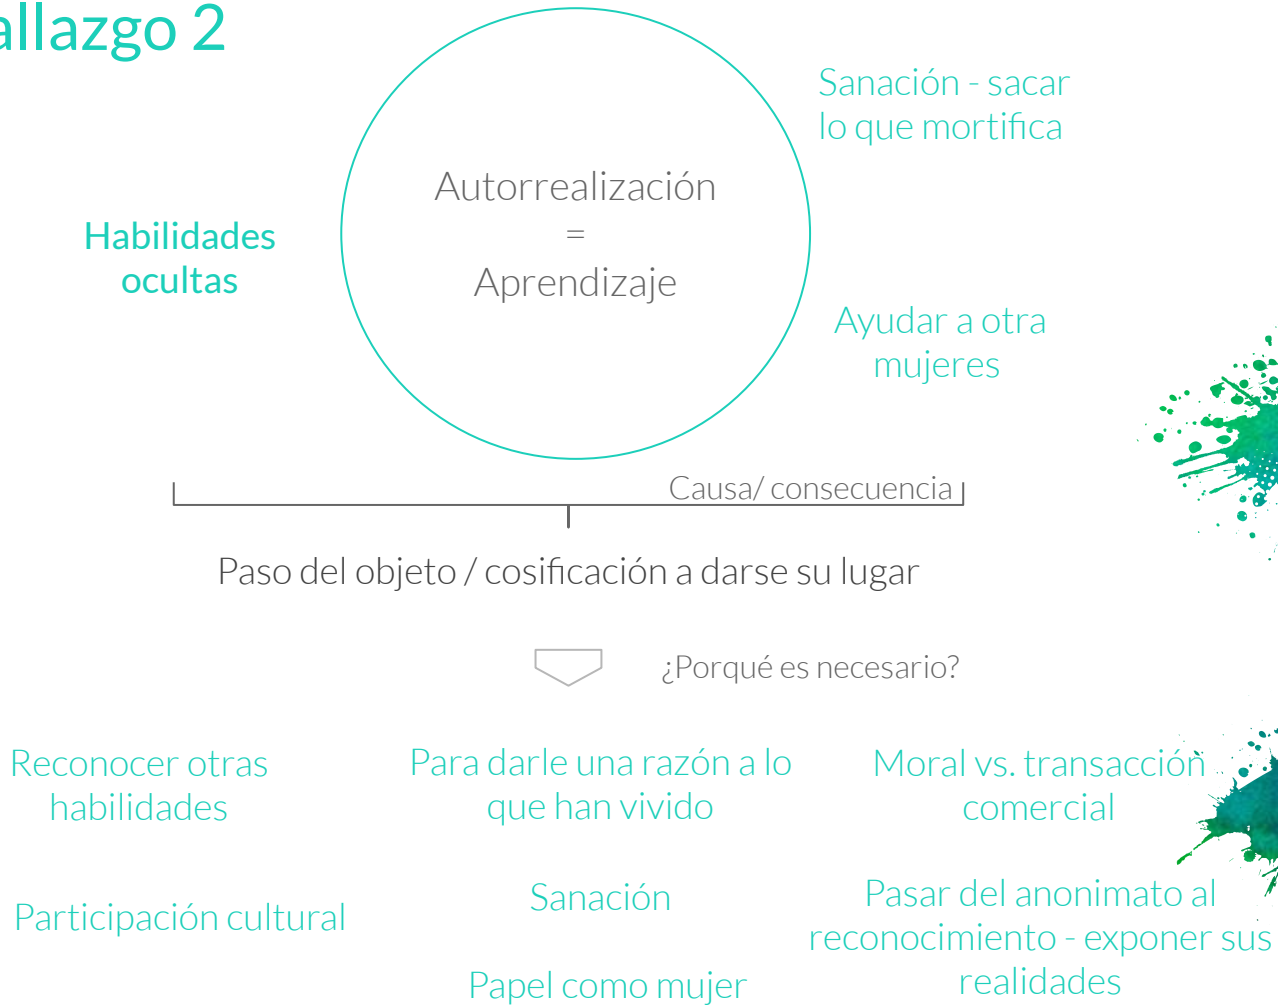 allazgo 2
Sanación - sacar
lo que mortifica
Autorrealización
=
Aprendizaje
Habilidades
ocultas
Ayudar a otra
mujeres
Causa/ consecuencia
Paso del objeto / cosificación a darse su lugar
¿Porqué es necesario?
Reconocer otras
habilidades
Para darle una razón a lo
que han vivido
Moral vs. transacción
comercial
Participación cultural
Sanación
Pasar del anonimato al
reconocimiento - exponer sus
realidades
Papel como mujer